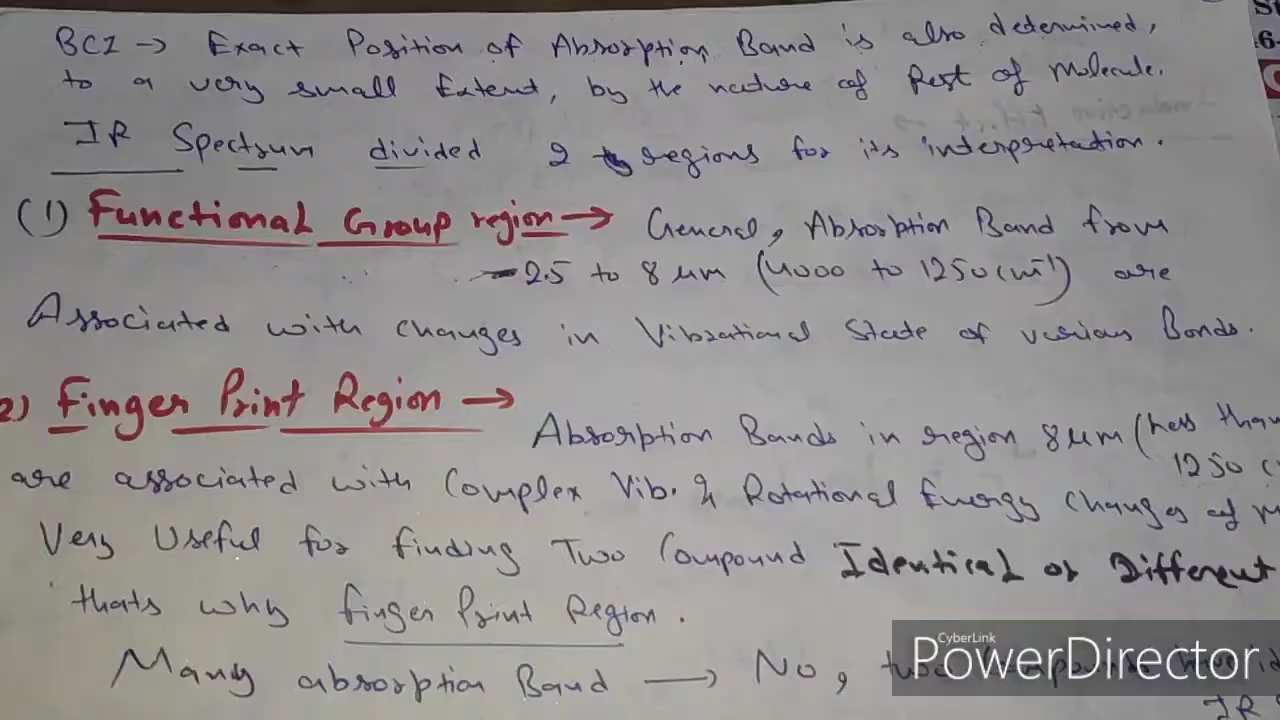 BCZ → Exact Position of Absorption Band is also determined,
to a very small Extent, by the nature of Rest of Molecule.
IR Spectrum divided 2 regions for its interpretation.
(1) Functional Group region → General, Absorption Band from
2.5 to 8 μm (4000 to 1250 cm⁻¹) are
Associated with changes in Vibrational State of various Bonds.
2) Finger Print Region →
Absorption Bands in region 8 μm (Less than
1250
are associated with Complex Vib. & Rotational Energy Changes of
Very Useful for finding Two Compound Identical or Different
thats why finger Print Region.
Many absorption Band → No, two
IR
CyberLink
PowerDirector